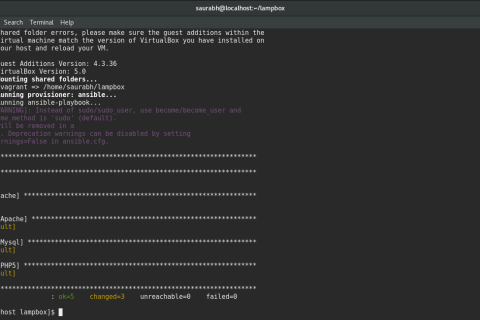 saurabh@localhost:~/lampbox
Search Terminal Help
hared folder errors, please make sure the guest additions within the
irtual machine match the version of VirtualBox you have installed on
our host and reload your VM.
uest Additions Version: 4.3.36
irtualBox Version: 5.0
ounting shared folders...
vagrant => /home/saurabh/lampbox
unning provisioner: ansible...
unning ansible-playbook...
ARNING]: Instead of sudo/sudo_user, use become/become_user and
me_method is 'sudo' (default).
ill be removed in a
. Deprecation warnings can be disabled by setting
rnings=False in ansible.cfg.
ache]
Apache]
ult]
Mysql]
ult]
PHP5]
ult]
: ok=5 changed=3 unreachable=0 failed=0
host lampbox]$